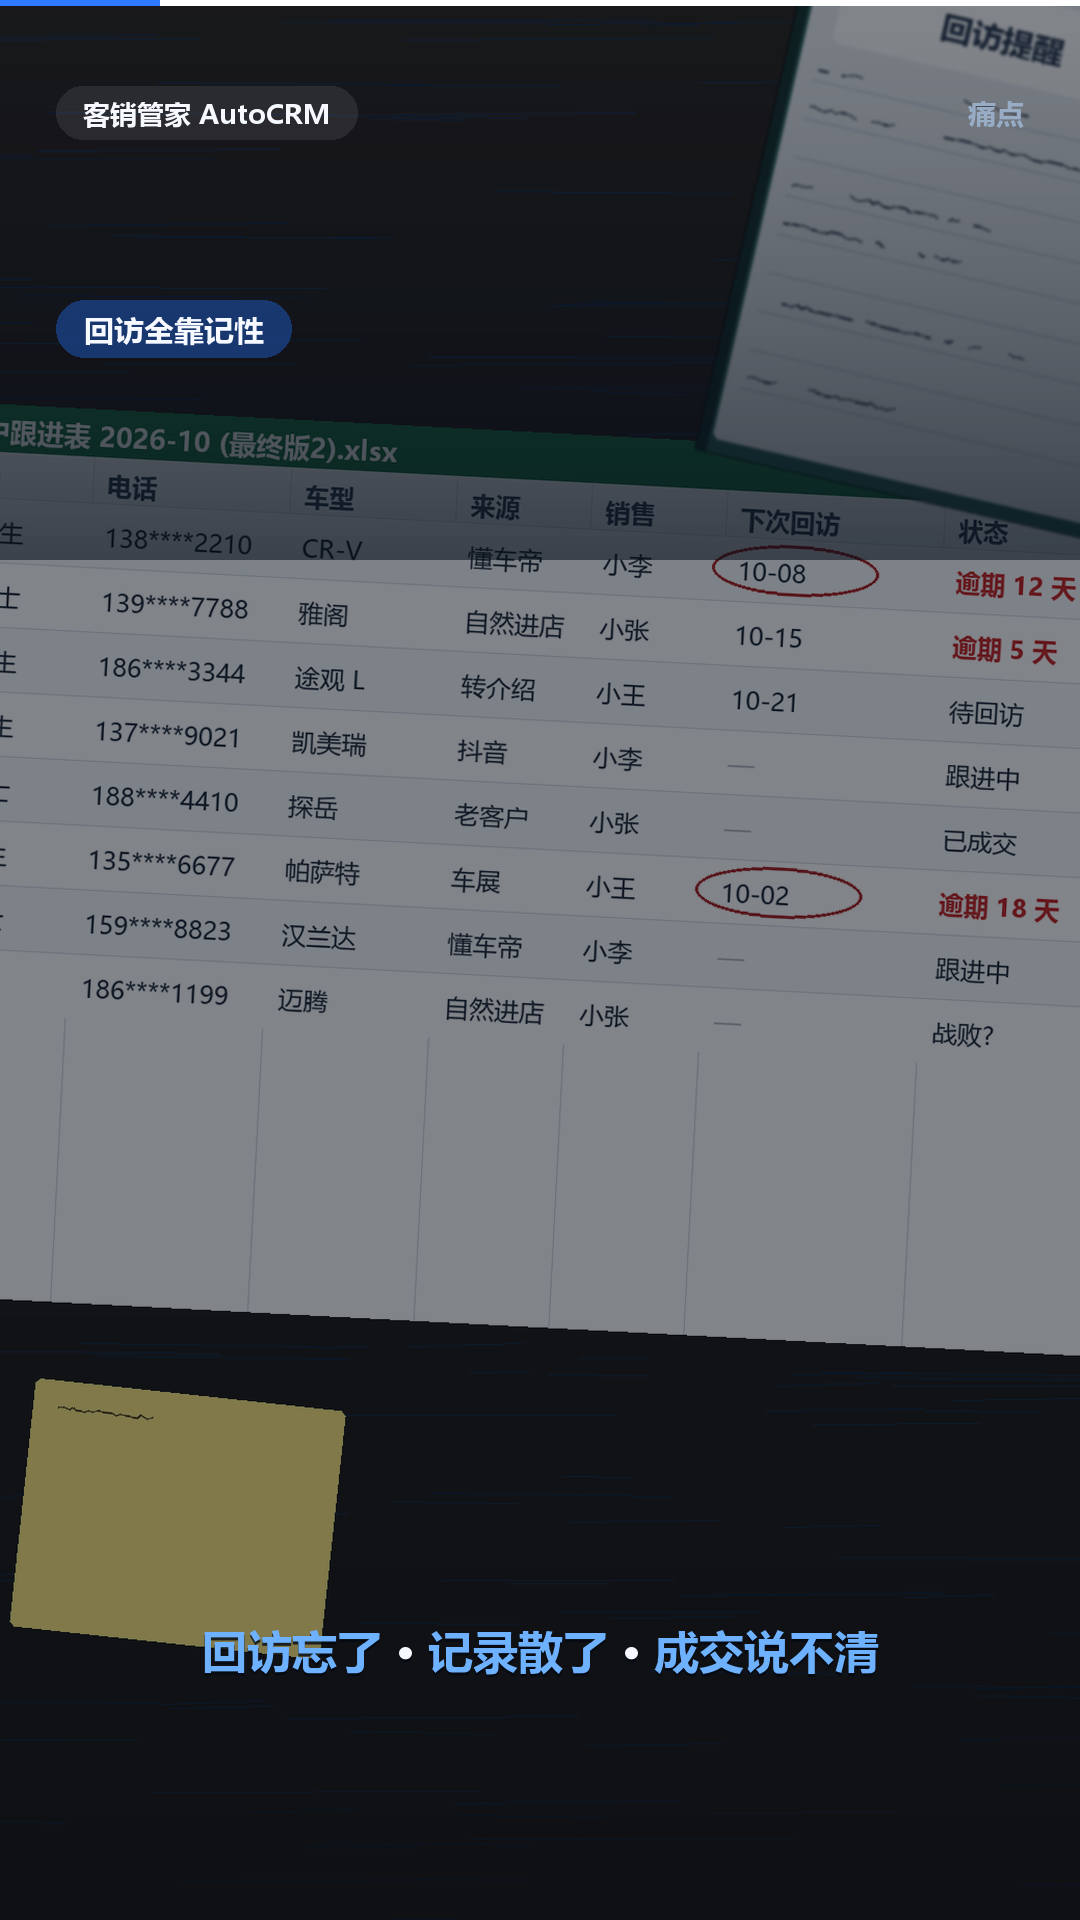 回访提醒
客销管家 AutoCRM
痛点
回访全靠记性
户跟进表 2026-10 (最终版2).xlsx
电话 车型 来源 销售 下次回访 状态
生 138****2210 CR-V 懂车帝 小李 10-08 逾期 12 天
士 139****7788 雅阁 自然进店 小张 10-15 逾期 5 天
生 186****3344 途观 L 转介绍 小王 10-21 待回访
生 137****9021 凯美瑞 抖音 小李 — 跟进中
188****4410 探岳 老客户 小张 — 已成交
135****6677 帕萨特 车展 小王 10-02 逾期 18 天
159****8823 汉兰达 懂车帝 小李 — 跟进中
186****1199 迈腾 自然进店 小张 — 战败?
回访忘了 • 记录散了 • 成交说不清